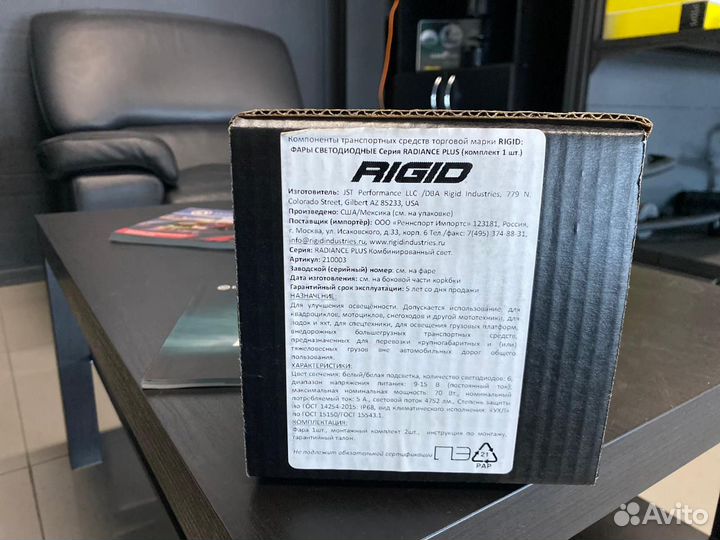 Компоненты транспортных средств торговой марки RIGID:
ФАРЫ СВЕТОДИОДНЫЕ Серия RADIANCE PLUS (комплект 1 шт.)
RIGID
Изготовитель: JST Performance LLC /DBA Rigid Industries, 779 N.
Colorado Street, Gilbert AZ 85233, USA
Произведено: США/Мексика (см. на упаковке)
Поставщик (импортёр): ООО «Реннспорт Импортс» 123181, Россия,
г. Москва, ул. Исаковского, д.33, корп. 6 Тел./факс: 7(495) 374-88-31,
info@rigidindustries.ru, www.rigidindustries.ru
Серия: RADIANCE PLUS Комбинированный свет.
Артикул: 210003
Заводской (серийный) номер: см. на фаре
Дата изготовления: см. на боковой части коркбки
Гарантийный срок эксплуатации: 5 лет со дня продажи
НАЗНАЧЕНИЕ:
Для улучшения освещённости. Допускается использование для
квадроциклов, мотоциклов, снегоходов и другой мототехники, для
лодок и яхт, для спецтехники, для освещения грузовых платформ,
внедорожных большегрузных транспортных средств,
предназначенных для перевозки «крупногабаритных и (или)
тяжеловесных грузов вне автомобильных дорог общего
пользования.
ХАРАКТЕРИСТИКИ:
Цвет свечения: белый/белая подсветка, количество светодиодов: 6,
диапазон напряжения питания: 9-15 В (постоянный ток);
максимальная номинальная мощность: 70 Вт., номинальный
потребляемый ток: 5 А., световой поток 4752 лм., Степень защиты
по ГОСТ 14254-2015: IP68, вид климатического исполнения «УХЛ»
по ГОСТ 15150/ГОСТ 15543.1.
КОМПЛЕКТАЦИЯ:
Фара 1шт., монтажный комплект 2шт., инструкция по монтажу,
гарантийный талон.
Не подлежит обязательной сертификации
21
PAP
Avito